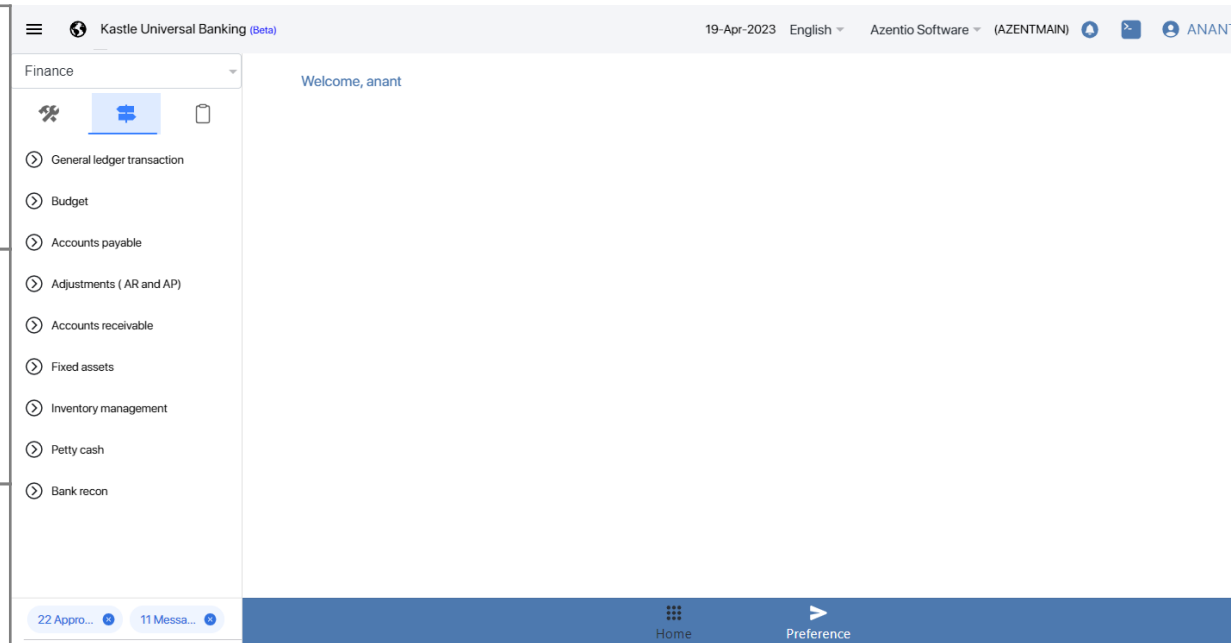 Kastle Universal Banking (Beta) 19-Apr-2023 English Azentio Software (AZENTMAIN) ANANT
Finance
Welcome, anant
General ledger transaction
Budget
Accounts payable
Adjustments ( AR and AP)
Accounts receivable
Fixed assets
Inventory management
Petty cash
Bank recon
22 Appro... 11 Messa...
Home Preference